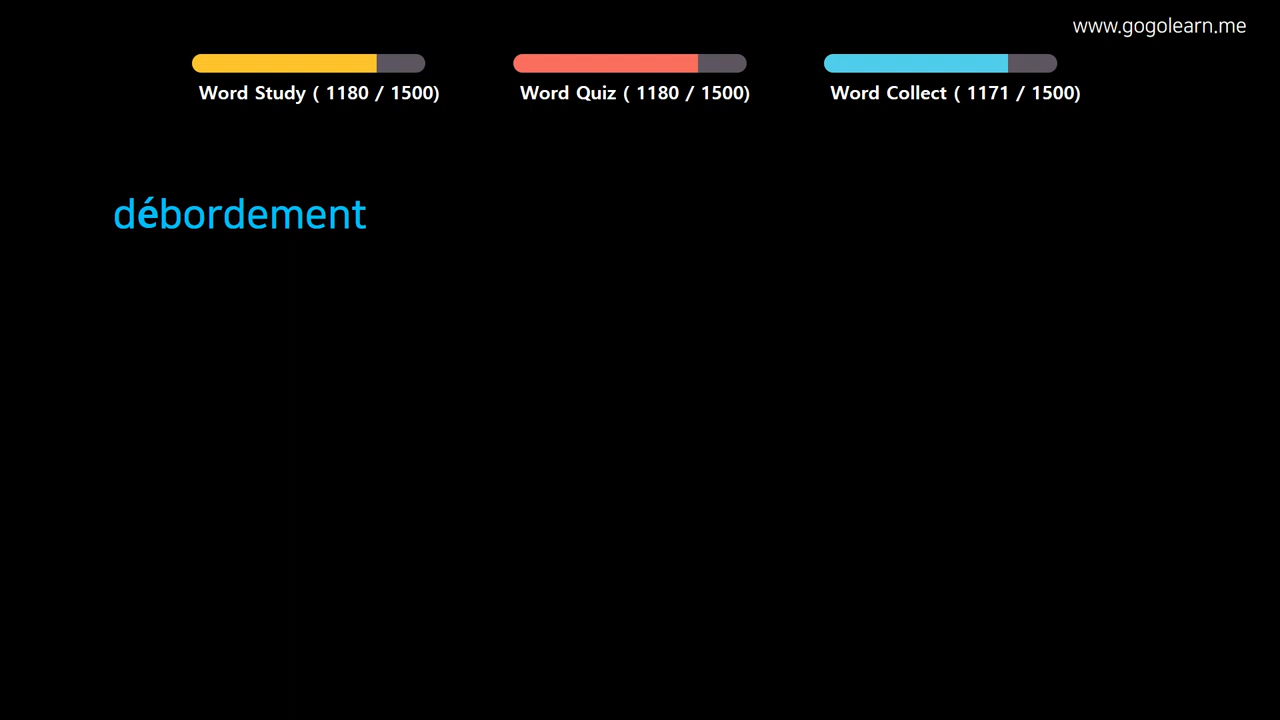 www.gogolearn.me
Word Study ( 1180 / 1500)
Word Quiz ( 1180 / 1500)
Word Collect ( 1171 / 1500)
débordement